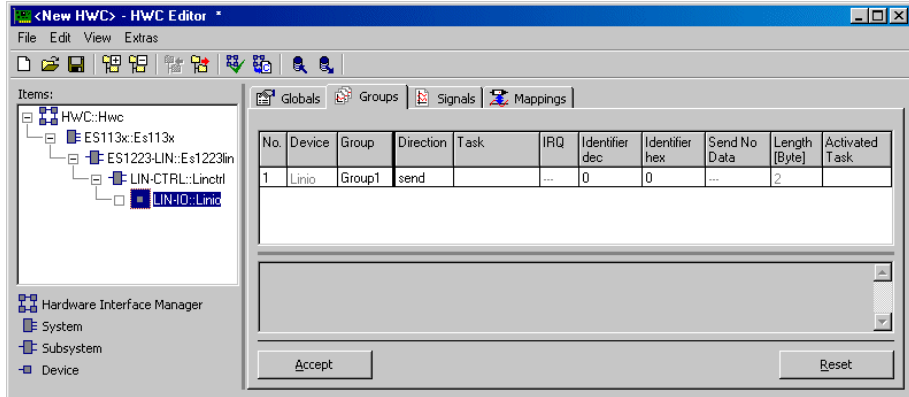 <New HWC> - HWC Editor *
File Edit View Extras
Items:
HWC::Hwc
ES113x::Es113x
ES1223-LIN::Es1223lin
LIN-CTRL::Linctrl
LIN-IO::Linio
Hardware Interface Manager
System
Subsystem
Device
Globals Groups Signals Mappings
No. Device Group Direction Task IRQ Identifier dec Identifier hex Send No Data Length [Byte] Activated Task
1 Linio Group1 send --- 0 0 --- 2
Accept Reset